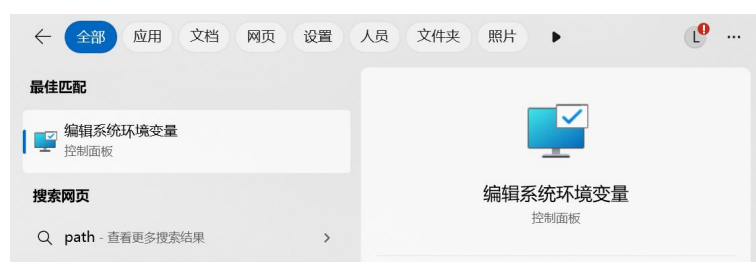 全部 应用 文档 网页 设置 人员 文件夹 照片 L
最佳匹配
编辑系统环境变量
控制面板
搜索网页
path - 查看更多搜索结果
编辑系统环境变量
控制面板